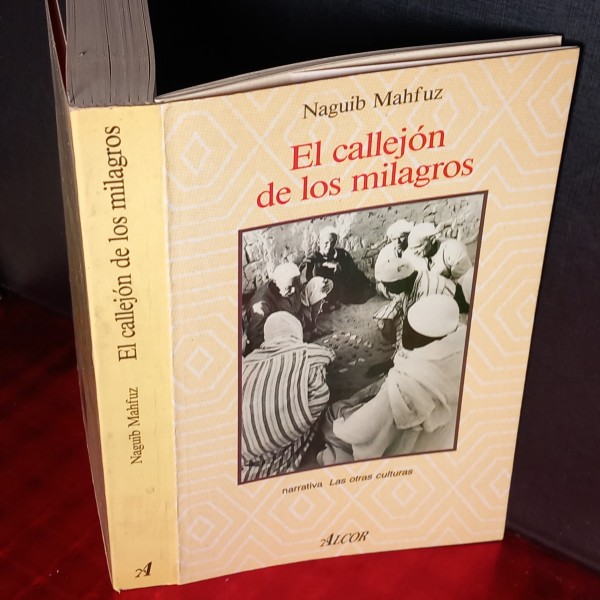 Naguib Mahfuz
El callejón
de los milagros
narrativa Las otras culturas
ALCOR
Naguib Mahfuz El callejón de los milagros
A